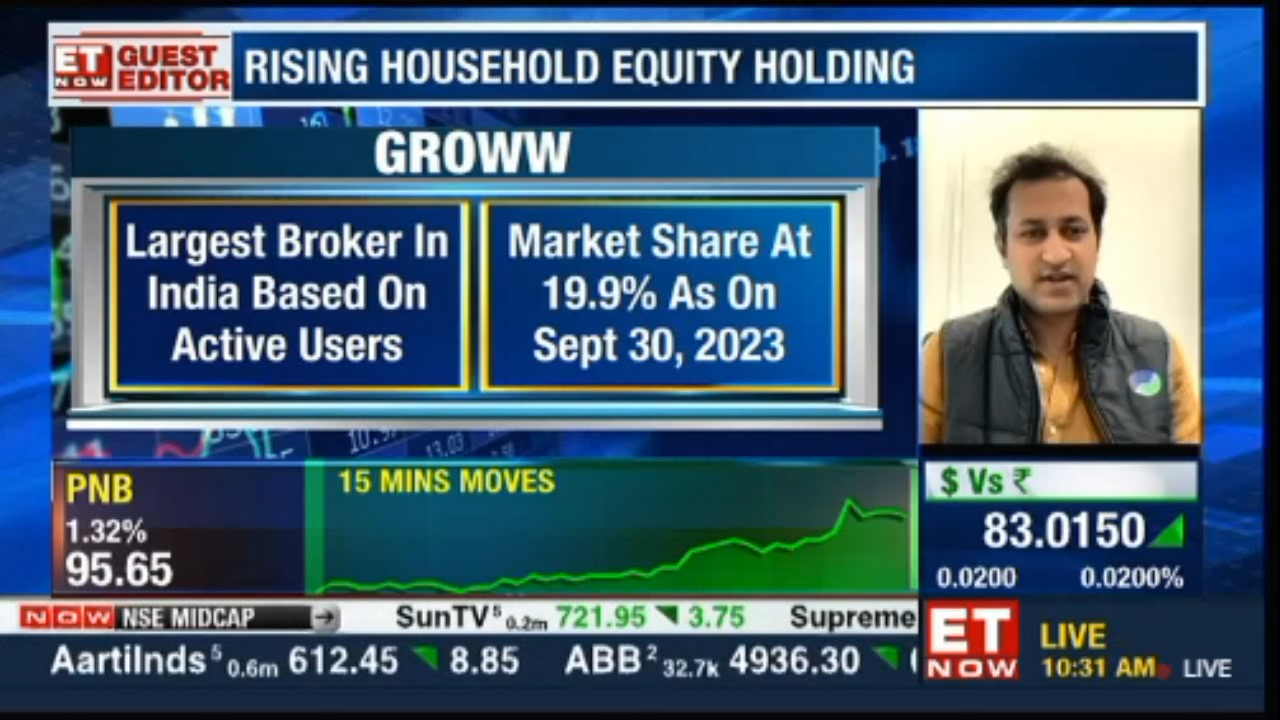 ET NOW GUEST EDITOR
RISING HOUSEHOLD EQUITY HOLDING
GROWW
Largest Broker In
India Based On
Active Users
Market Share At
19.9% As On
Sept 30, 2023
PNB
1.32%
95.65
15 MINS MOVES
$ Vs ₹
83.0150
0.0200 0.0200%
NOW NSE MIDCAP SunTV⁵ 0.2m 721.95 3.75 Supreme
AartiInds⁵ 0.6m 612.45 8.85 ABB² 32.7k 4936.30
ET NOW
LIVE
10:31 AM
LIVE